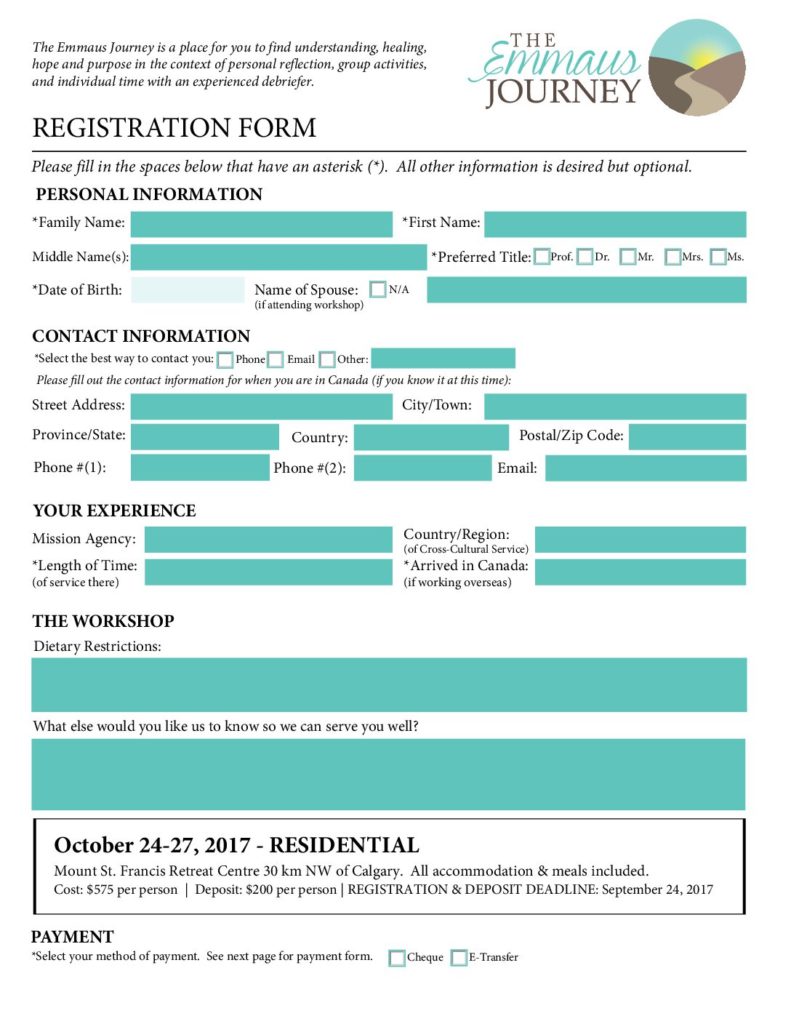 The Emmaus Journey is a place for you to find understanding, healing,
hope and purpose in the context of personal reflection, group activities,
and individual time with an experienced debriefer.
THE
Emmaus
JOURNEY
REGISTRATION FORM
Please fill in the spaces below that have an asterisk (*). All other information is desired but optional.
PERSONAL INFORMATION
*Family Name: *First Name:
Middle Name(s): *Preferred Title: Prof. Dr. Mr. Mrs. Ms.
*Date of Birth: Name of Spouse: N/A
(if attending workshop)
CONTACT INFORMATION
*Select the best way to contact you: Phone Email Other:
Please fill out the contact information for when you are in Canada (if you know it at this time):
Street Address: City/Town:
Province/State: Country: Postal/Zip Code:
Phone #(1): Phone #(2): Email:
YOUR EXPERIENCE
Mission Agency: Country/Region:
(of Cross-Cultural Service)
*Length of Time: *Arrived in Canada:
(of service there) (if working overseas)
THE WORKSHOP
Dietary Restrictions:
What else would you like us to know so we can serve you well?
October 24-27, 2017 - RESIDENTIAL
Mount St. Francis Retreat Centre 30 km NW of Calgary. All accommodation & meals included.
Cost: $575 per person | Deposit: $200 per person | REGISTRATION & DEPOSIT DEADLINE: September 24, 2017
PAYMENT
*Select your method of payment. See next page for payment form. Cheque E-Transfer